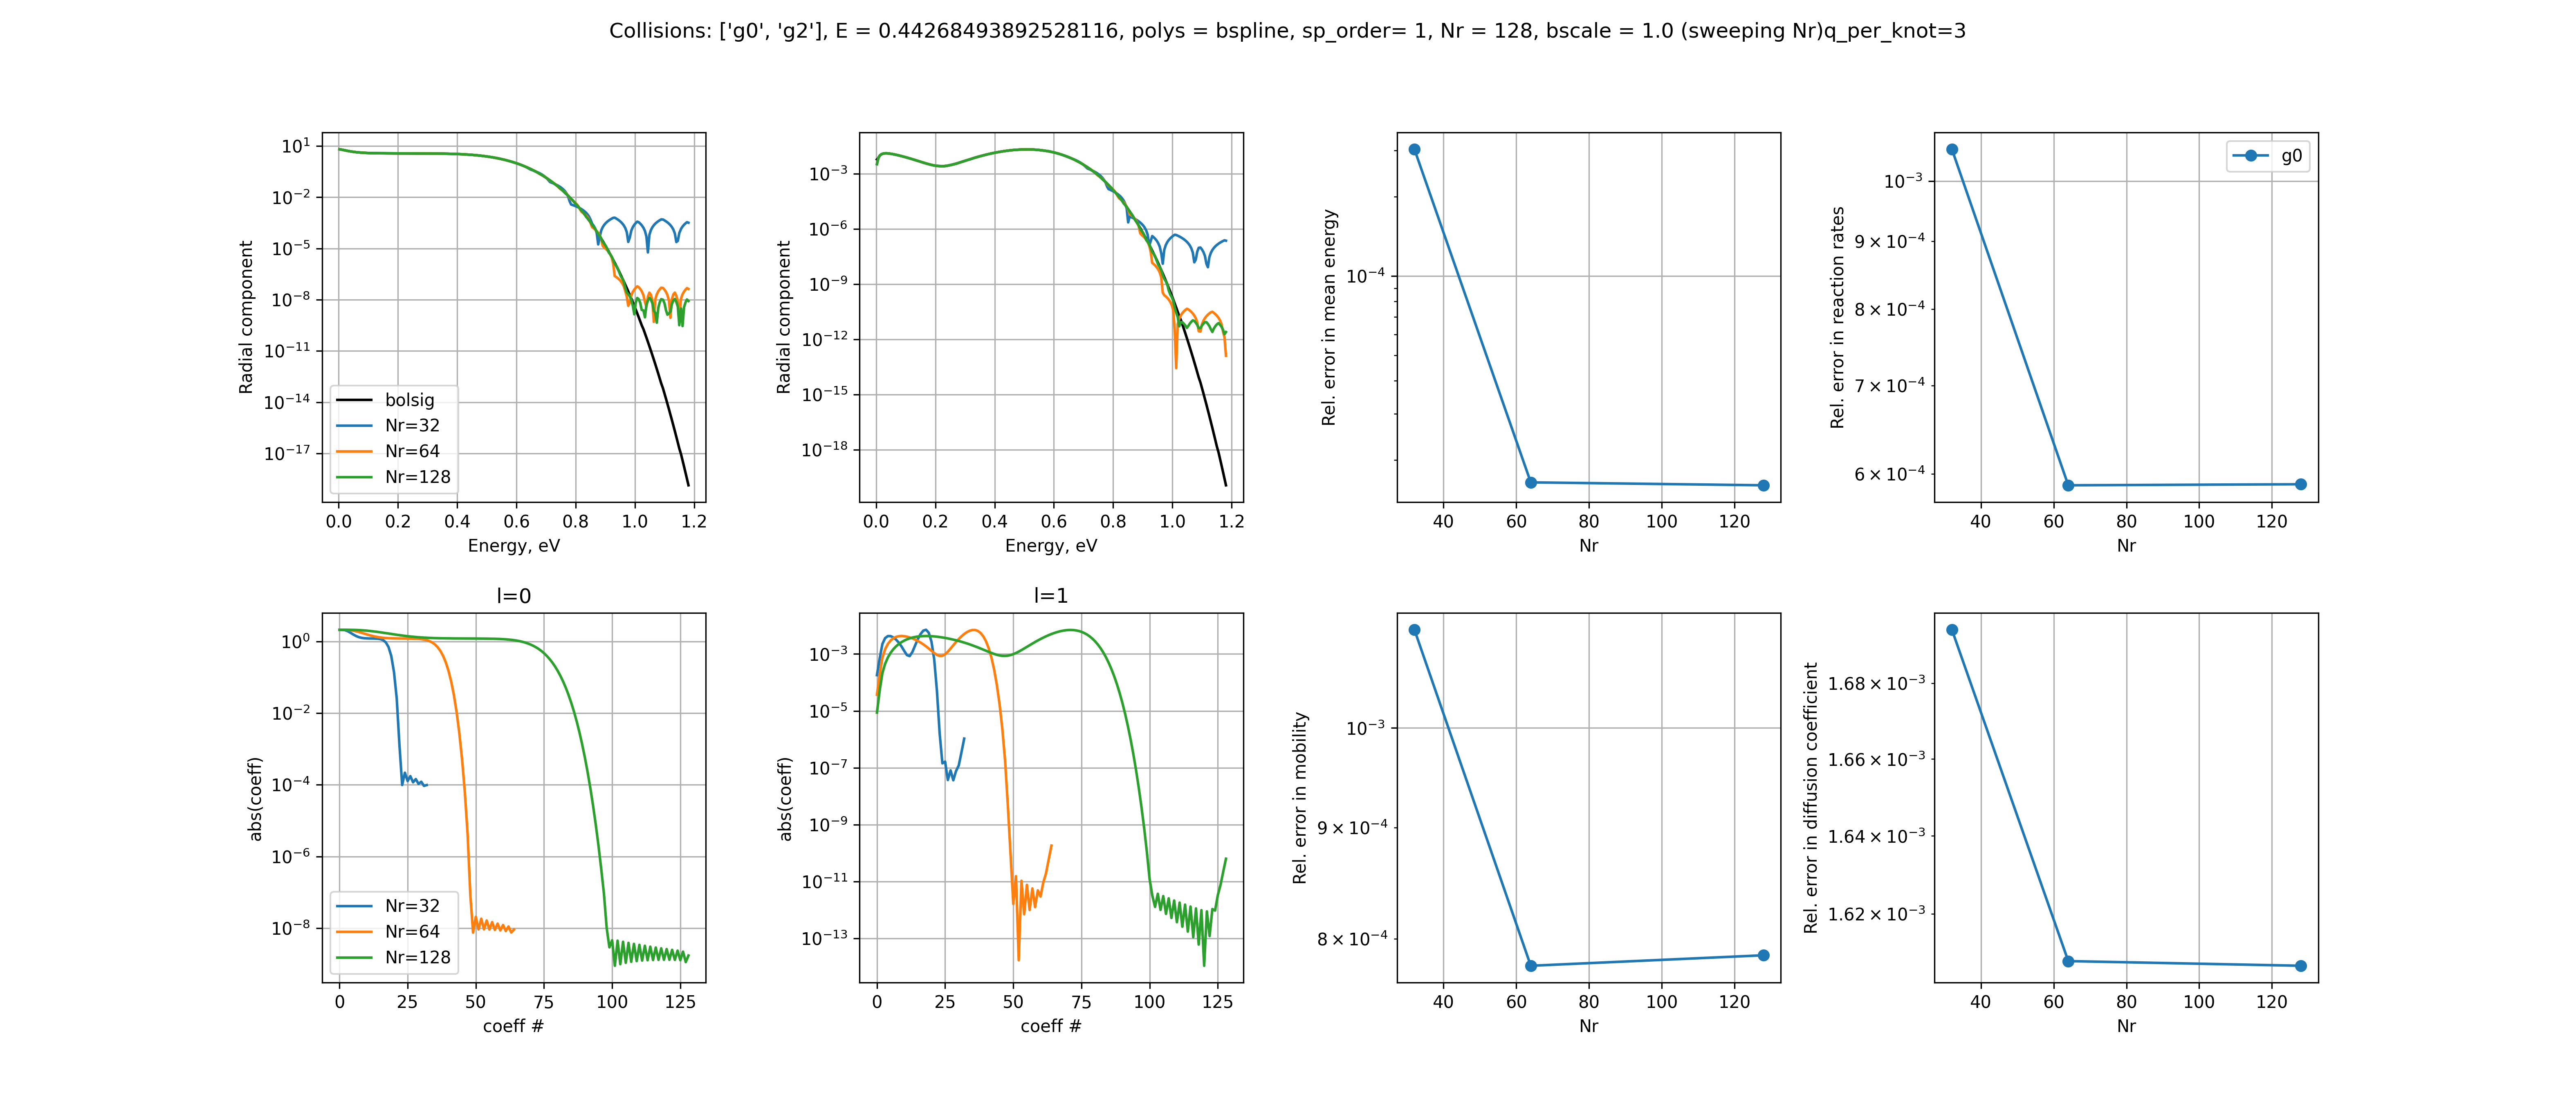 Collisions: ['g0', 'g2'], E = 0.44268493892528116, polys = bspline, sp_order= 1, Nr = 128, bscale = 1.0 (sweeping Nr)q_per_knot=3
Radial component
10^1
10^-2
10^-5
10^-8
10^-11
10^-14
10^-17
bolsig
Nr=32
Nr=64
Nr=128
0.0 0.2 0.4 0.6 0.8 1.0 1.2
Energy, eV
Radial component
10^-3
10^-6
10^-9
10^-12
10^-15
10^-18
0.0 0.2 0.4 0.6 0.8 1.0 1.2
Energy, eV
Rel. error in mean energy
10^-4
40 60 80 100 120
Nr
Rel. error in reaction rates
g0
10^-3
9 × 10^-4
8 × 10^-4
7 × 10^-4
6 × 10^-4
40 60 80 100 120
Nr
l=0
abs(coeff)
10^0
10^-2
10^-4
10^-6
10^-8
Nr=32
Nr=64
Nr=128
0 25 50 75 100 125
coeff #
l=1
abs(coeff)
10^-3
10^-5
10^-7
10^-9
10^-11
10^-13
0 25 50 75 100 125
coeff #
Rel. error in mobility
10^-3
9 × 10^-4
8 × 10^-4
40 60 80 100 120
Nr
Rel. error in diffusion coefficient
1.68 × 10^-3
1.66 × 10^-3
1.64 × 10^-3
1.62 × 10^-3
40 60 80 100 120
Nr